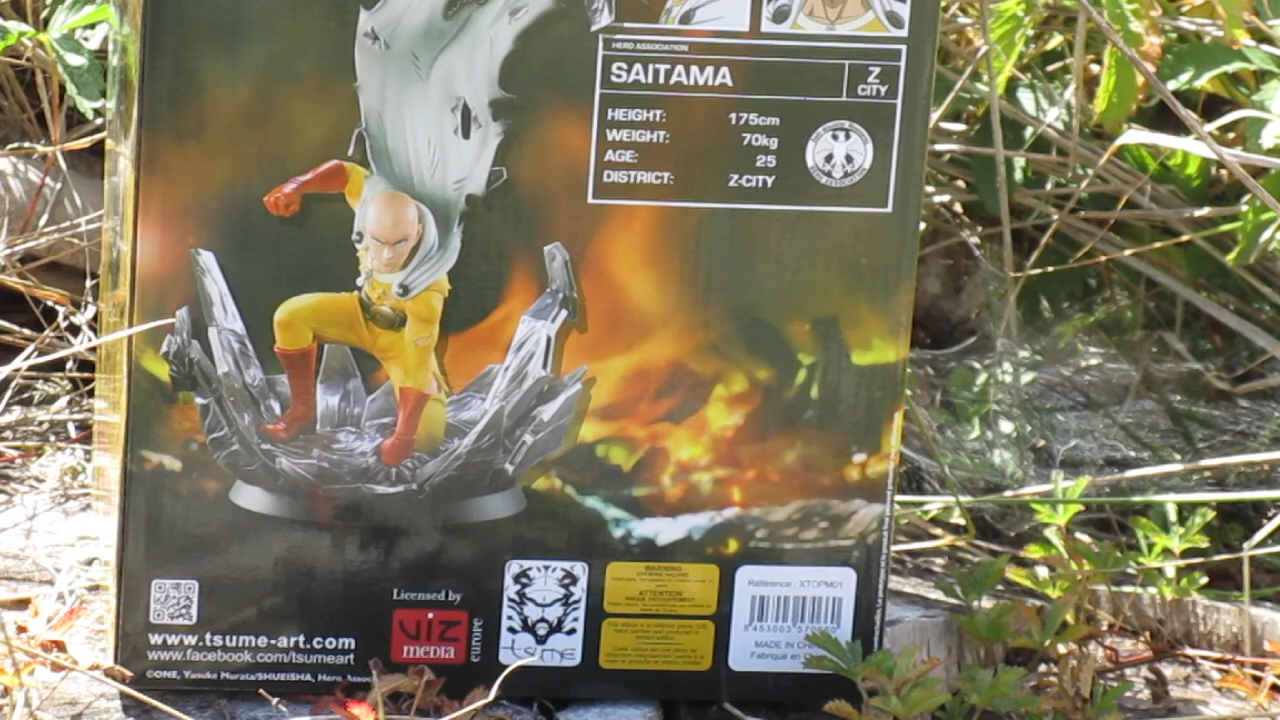 HERO ASSOCIATION
SAITAMA
Z
CITY
HEIGHT: 175cm
WEIGHT: 70kg
AGE: 25
DISTRICT: Z-CITY
Licensed by
VIZ
MEDIA
europe
tsume
WARNING
ATTENTION
Référence : XTOPM01
MADE IN
Fabriqué en
www.tsume-art.com
www.facebook.com/tsumeart
©ONE, Yusuke Murata/SHUEISHA, Hero